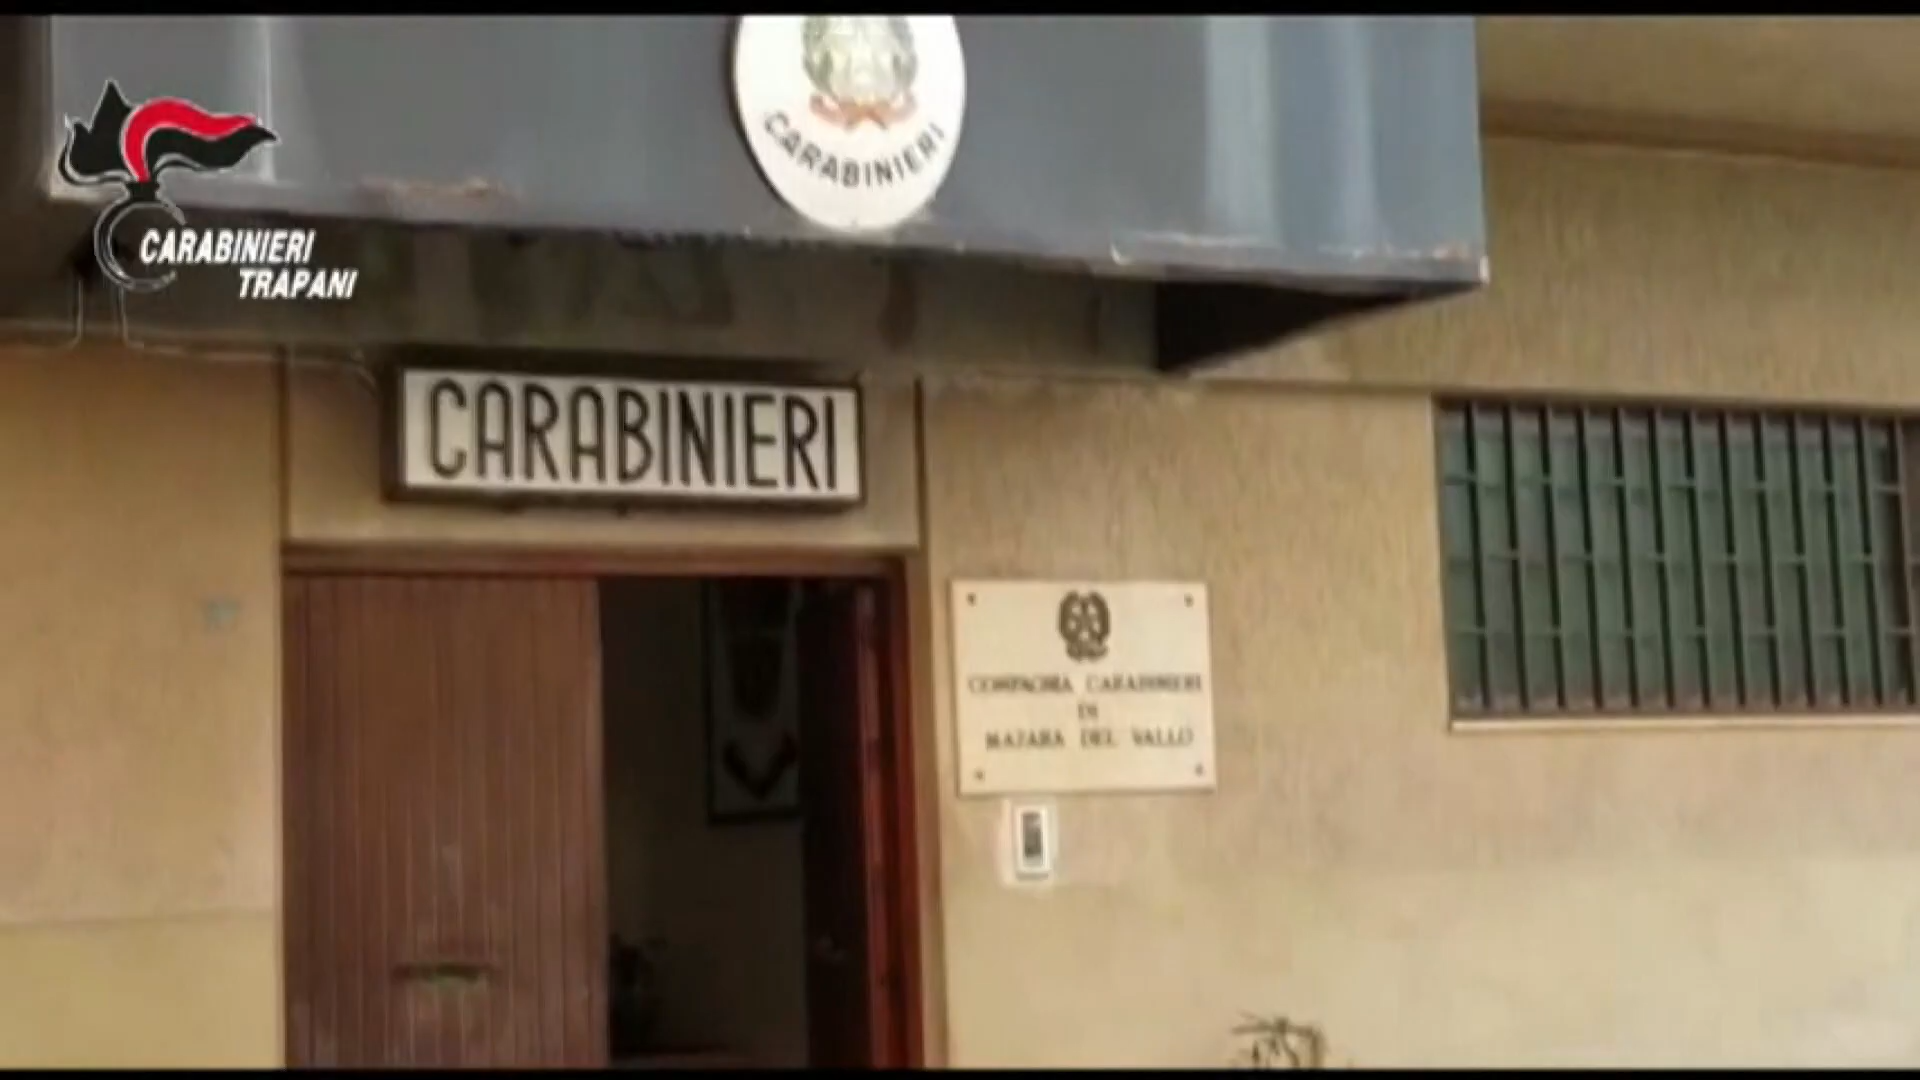 CARABINIERI
CARABINIERI
TRAPANI
CARABINIERI
COMPAGNIA CARABINIERI
DI
MAZARA DEL VALLO